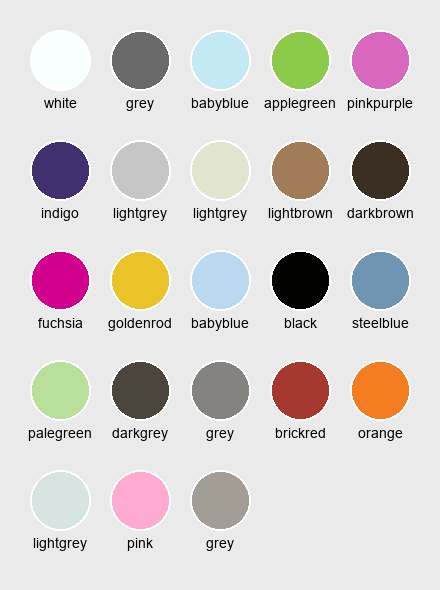 white grey babyblue applegreen pinkpurple
indigo lightgrey lightgrey lightbrown darkbrown
fuchsia goldenrod babyblue black steelblue
palegreen darkgrey grey brickred orange
lightgrey pink grey